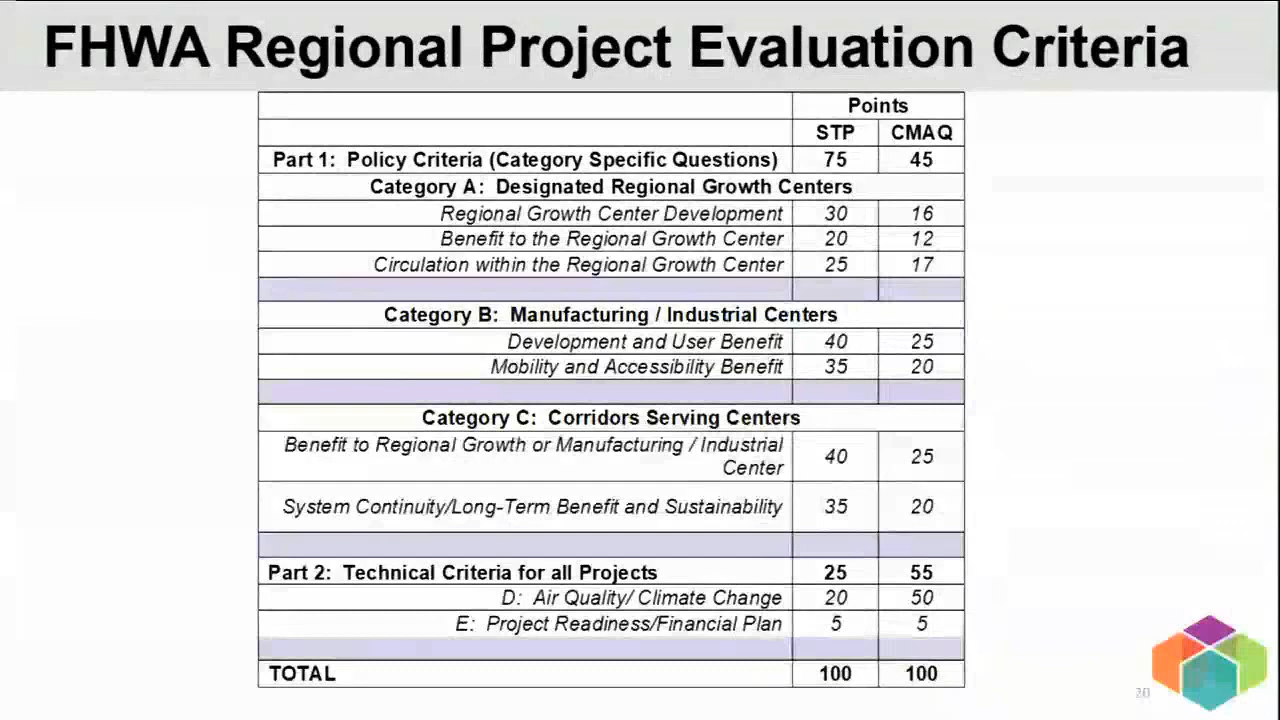 FHWA Regional Project Evaluation Criteria
Points
STP CMAQ
Part 1: Policy Criteria (Category Specific Questions) 75 45
Category A: Designated Regional Growth Centers
Regional Growth Center Development 30 16
Benefit to the Regional Growth Center 20 12
Circulation within the Regional Growth Center 25 17
Category B: Manufacturing / Industrial Centers
Development and User Benefit 40 25
Mobility and Accessibility Benefit 35 20
Category C: Corridors Serving Centers
Benefit to Regional Growth or Manufacturing / Industrial
Center 40 25
System Continuity/Long-Term Benefit and Sustainability 35 20
Part 2: Technical Criteria for all Projects 25 55
D: Air Quality/ Climate Change 20 50
E: Project Readiness/Financial Plan 5 5
TOTAL 100 100
20